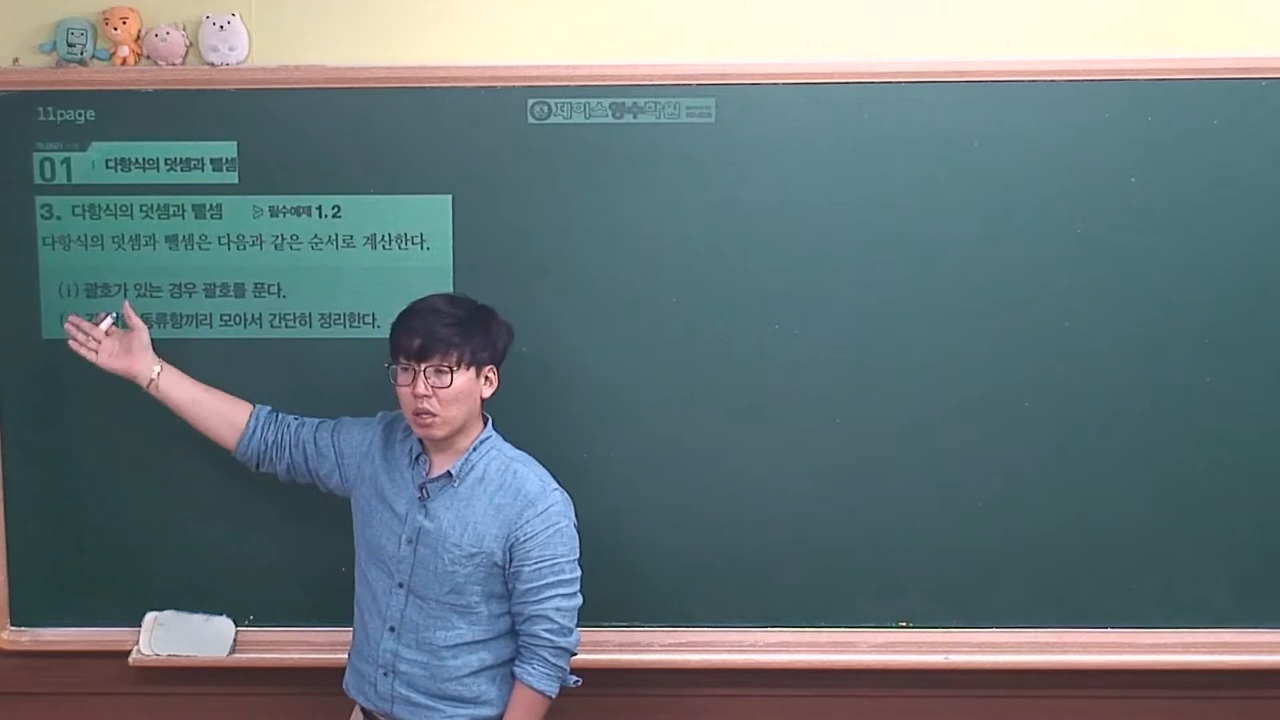 11page
제이스영수학원
01 다항식의 덧셈과 뺄셈
3. 다항식의 덧셈과 뺄셈 ▷ 필수예제 1, 2
다항식의 덧셈과 뺄셈은 다음과 같은 순서로 계산한다.
(i) 괄호가 있는 경우 괄호를 푼다.
동류항끼리 모아서 간단히 정리한다.